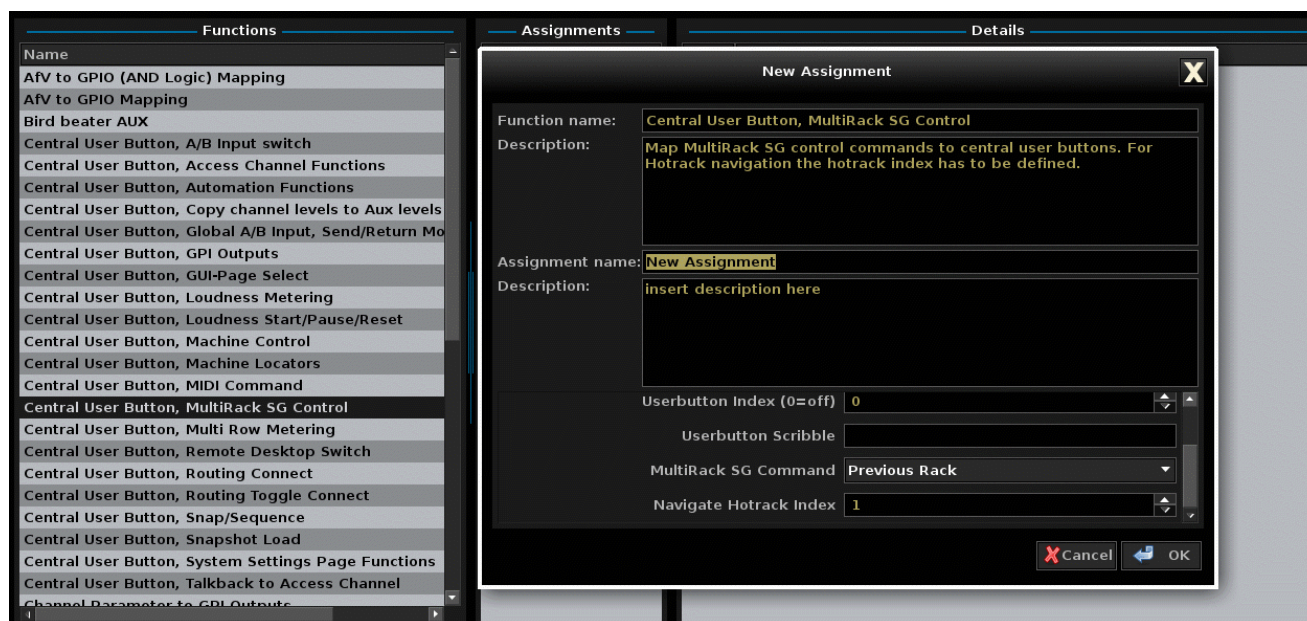 Functions
Name
AfV to GPIO (AND Logic) Mapping
AfV to GPIO Mapping
Bird beater AUX
Central User Button, A/B Input switch
Central User Button, Access Channel Functions
Central User Button, Automation Functions
Central User Button, Copy channel levels to Aux levels
Central User Button, Global A/B Input, Send/Return Mo
Central User Button, GPI Outputs
Central User Button, GUI-Page Select
Central User Button, Loudness Metering
Central User Button, Loudness Start/Pause/Reset
Central User Button, Machine Control
Central User Button, Machine Locators
Central User Button, MIDI Command
Central User Button, MultiRack SG Control
Central User Button, Multi Row Metering
Central User Button, Remote Desktop Switch
Central User Button, Routing Connect
Central User Button, Routing Toggle Connect
Central User Button, Snap/Sequence
Central User Button, Snapshot Load
Central User Button, System Settings Page Functions
Central User Button, Talkback to Access Channel
Channel Parameter to GPI Outputs
Assignments
Details
New Assignment
X
Function name: Central User Button, MultiRack SG Control
Description: Map MultiRack SG control commands to central user buttons. For
Hotrack navigation the hotrack index has to be defined.
Assignment name: New Assignment
Description: insert description here
Userbutton Index (0=off) 0
Userbutton Scribble
MultiRack SG Command Previous Rack
Navigate Hotrack Index 1
Cancel OK